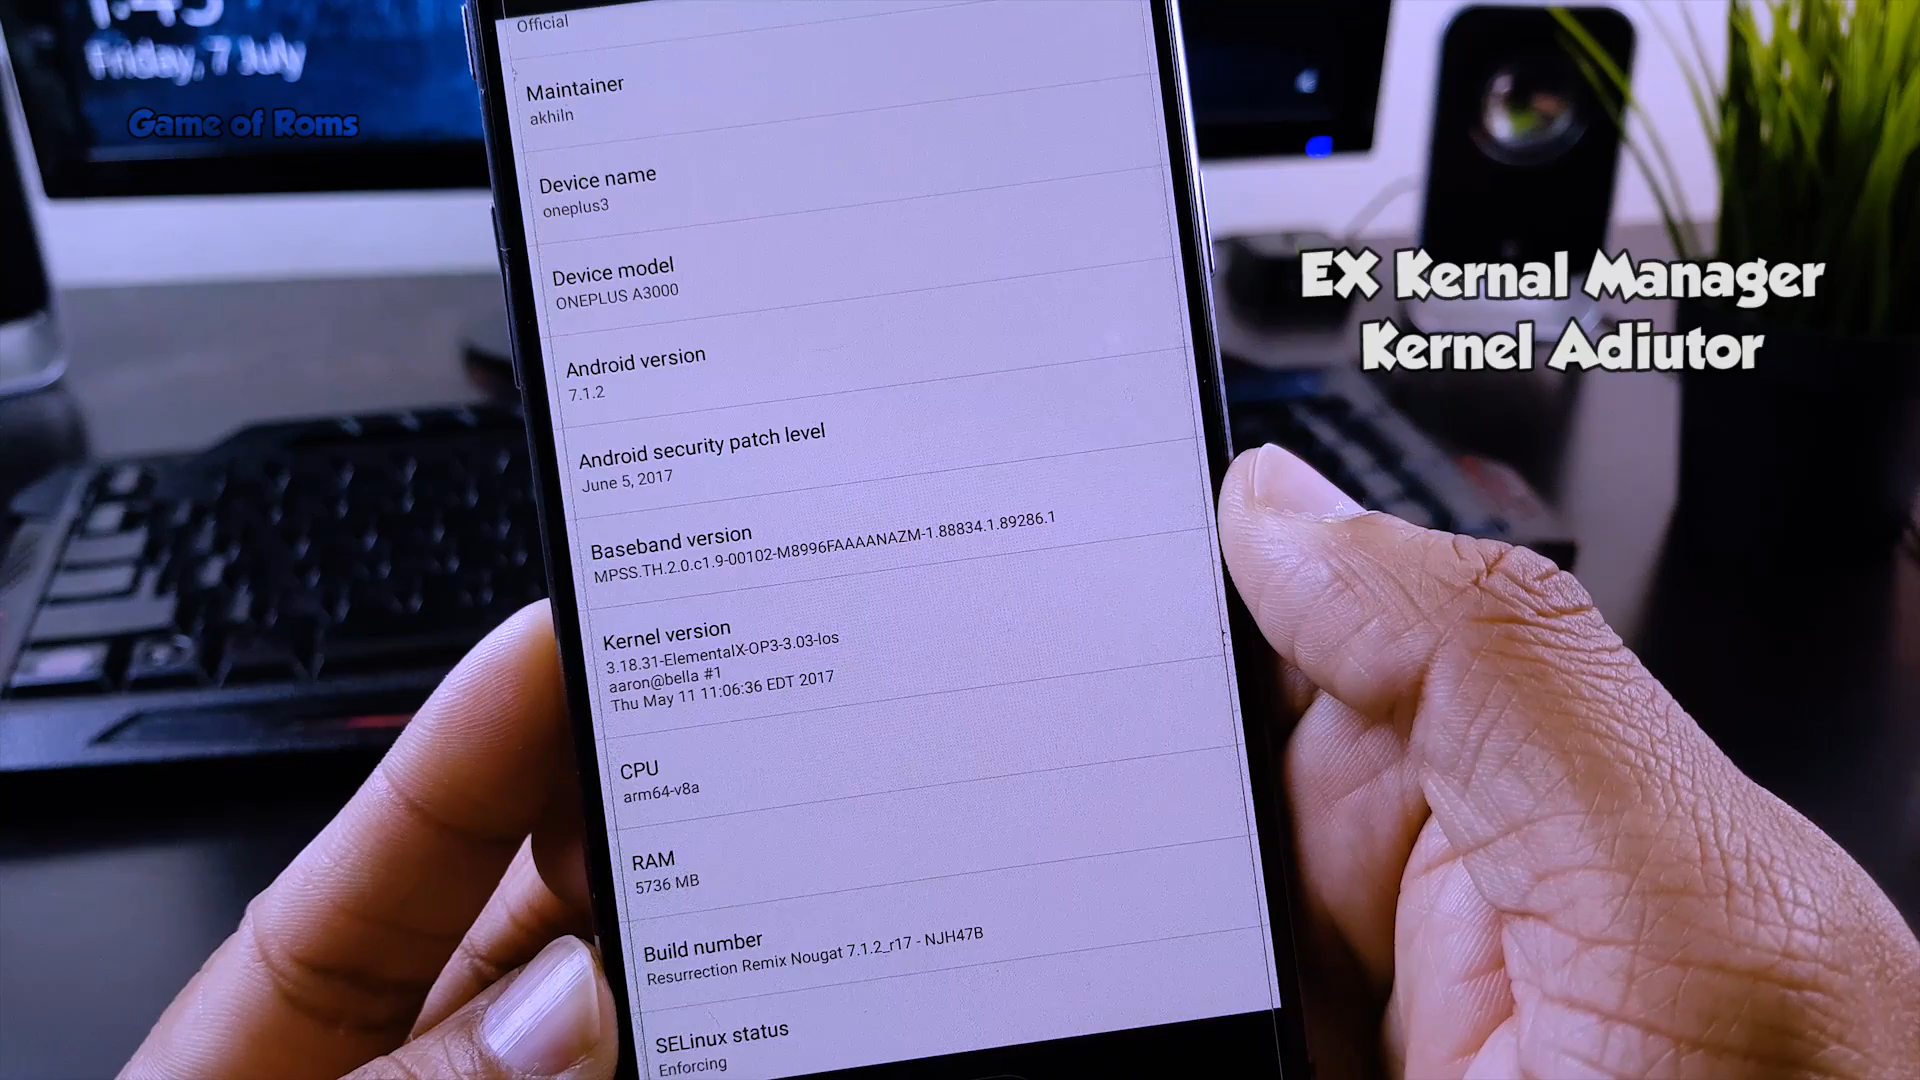 1:45
Friday, 7 July
Game of Roms
Official
Maintainer
akhiln
Device name
oneplus3
Device model
ONEPLUS A3000
Android version
7.1.2
Android security patch level
June 5, 2017
Baseband version
MPSS.TH.2.0.c1.9-00102-M8996FAAAANAZM-1.88834.1.89286.1
Kernel version
3.18.31-ElementalX-OP3-3.03-los
aaron@bella #1
Thu May 11 11:06:36 EDT 2017
CPU
arm64-v8a
RAM
5736 MB
Build number
Resurrection Remix Nougat 7.1.2_r17 - NJH47B
SELinux status
Enforcing
EX Kernal Manager
Kernel Adiutor